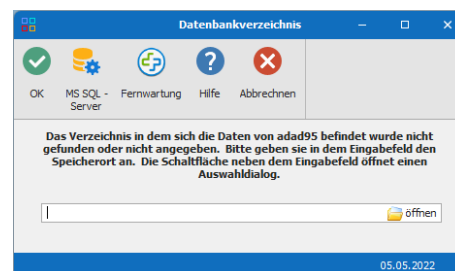 Datenbankverzeichnis
OK
MS SQL -
Server
Fernwartung
Hilfe
Abbrechnen
Das Verzeichnis in dem sich die Daten von adad95 befindet wurde nicht
gefunden oder nicht angegeben. Bitte geben sie in dem Eingabefeld den
Speicherort an. Die Schaltfläche neben dem Eingabefeld öffnet einen
Auswahldialog.
öffnen
05.05.2022